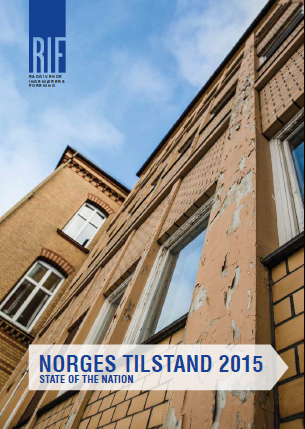 RIF
RÅDGIVENDE
INGENIØRERS
FORENING
NORGES TILSTAND 2015
STATE OF THE NATION